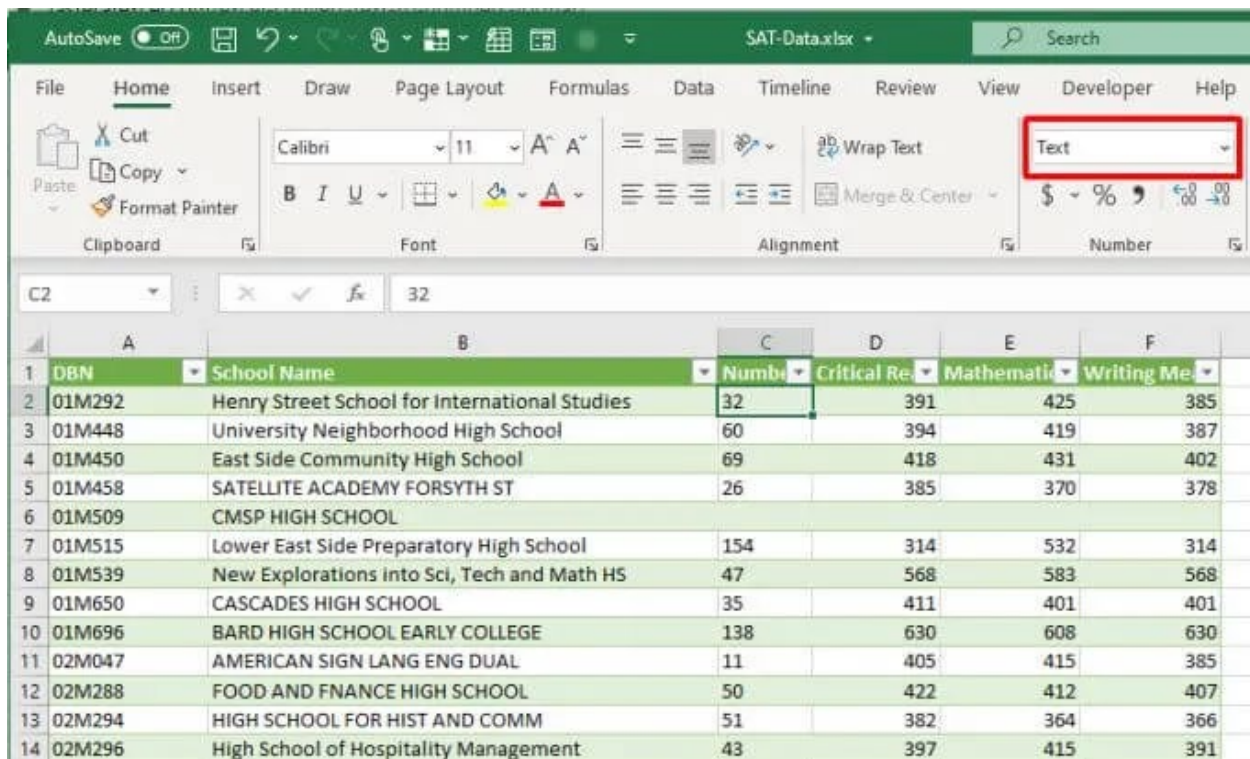 AutoSave Off SAT-Data.xlsx Search
File Home Insert Draw Page Layout Formulas Data Timeline Review View Developer Help
Cut
Copy
Paste
Format Painter
Calibri 11 A A
B I U A
Wrap Text
Merge & Center
Text
$ % 9
Clipboard Font Alignment Number
C2 fx 32
A B C D E F
1 DBN School Name Numbe Critical Re Mathematic Writing Me
2 01M292 Henry Street School for International Studies 32 391 425 385
3 01M448 University Neighborhood High School 60 394 419 387
4 01M450 East Side Community High School 69 418 431 402
5 01M458 SATELLITE ACADEMY FORSYTH ST 26 385 370 378
6 01M509 CMSP HIGH SCHOOL
7 01M515 Lower East Side Preparatory High School 154 314 532 314
8 01M539 New Explorations into Sci, Tech and Math HS 47 568 583 568
9 01M650 CASCADES HIGH SCHOOL 35 411 401 401
10 01M696 BARD HIGH SCHOOL EARLY COLLEGE 138 630 608 630
11 02M047 AMERICAN SIGN LANG ENG DUAL 11 405 415 385
12 02M288 FOOD AND FNANCE HIGH SCHOOL 50 422 412 407
13 02M294 HIGH SCHOOL FOR HIST AND COMM 51 382 364 366
14 02M296 High School of Hospitality Management 43 397 415 391